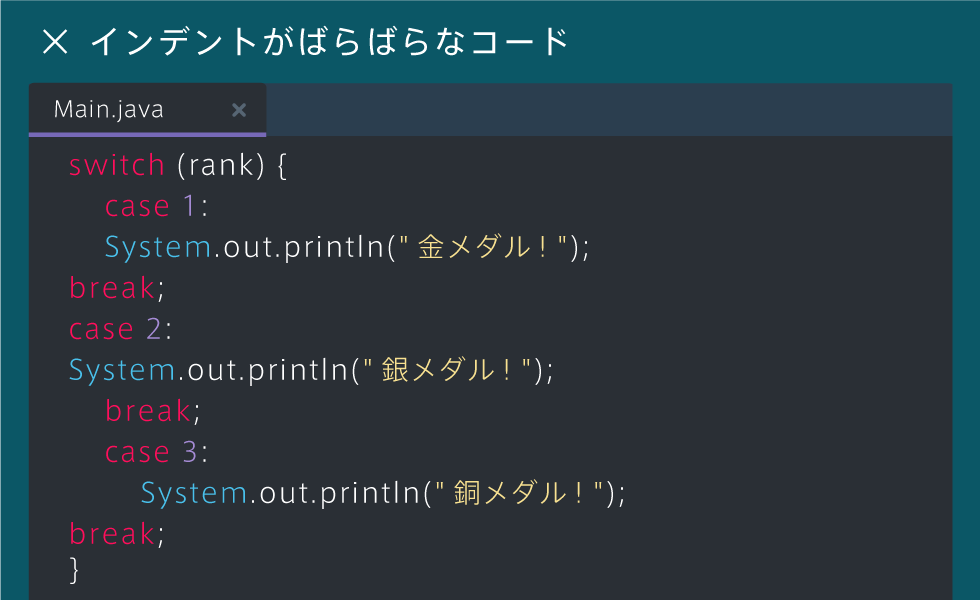 × インデントがばらばらなコード
Main.java ×
switch (rank) {
case 1:
System.out.println("金メダル！");
break;
case 2:
System.out.println("銀メダル！");
break;
case 3:
System.out.println("銅メダル！");
break;
}